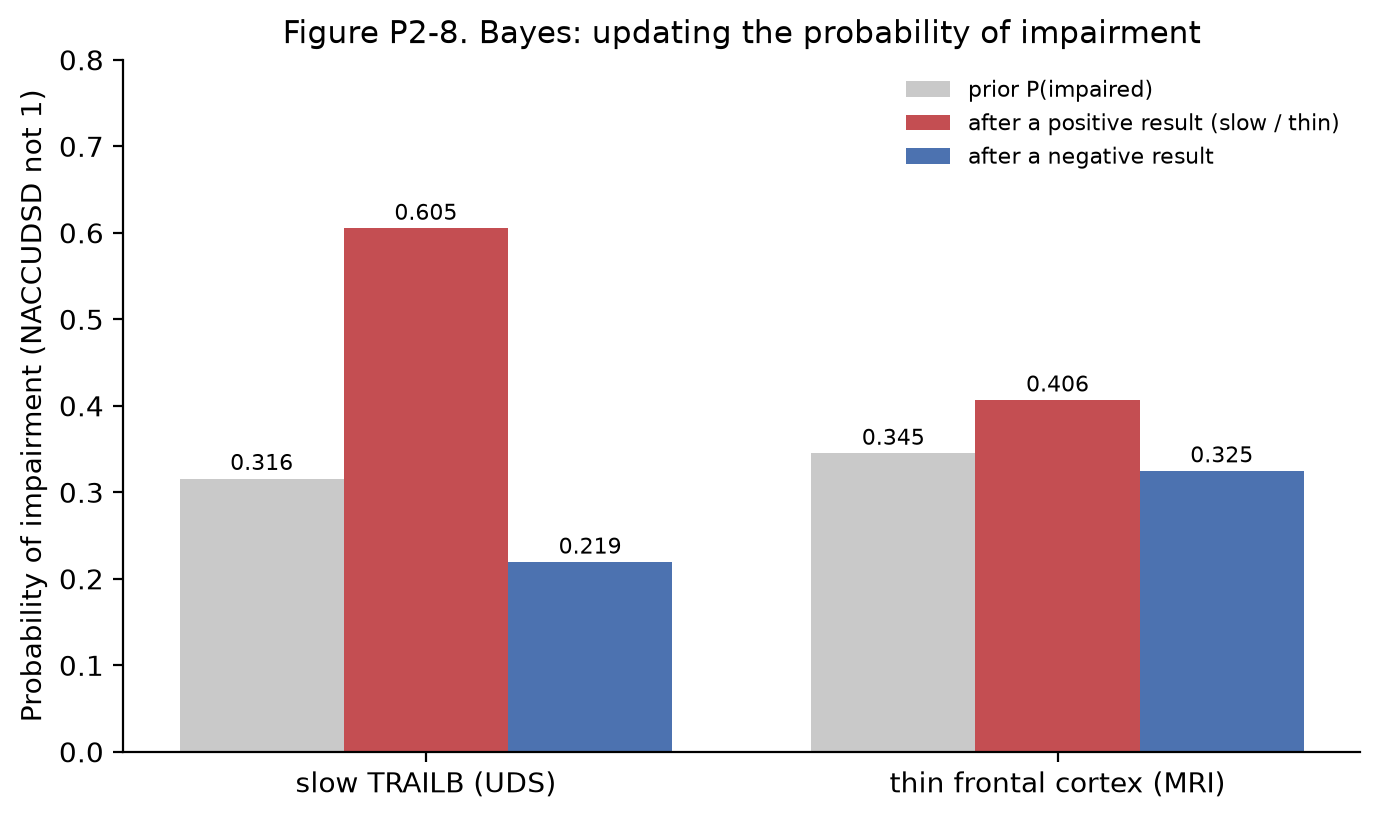 Figure P2-8. Bayes: updating the probability of impairment
Probability of impairment (NACCUDSD not 1)
0.8
0.7
0.6
0.5
0.4
0.3
0.2
0.1
0.0
prior P(impaired)
after a positive result (slow / thin)
after a negative result
0.316
0.605
0.219
0.345
0.406
0.325
slow TRAILB (UDS)
thin frontal cortex (MRI)